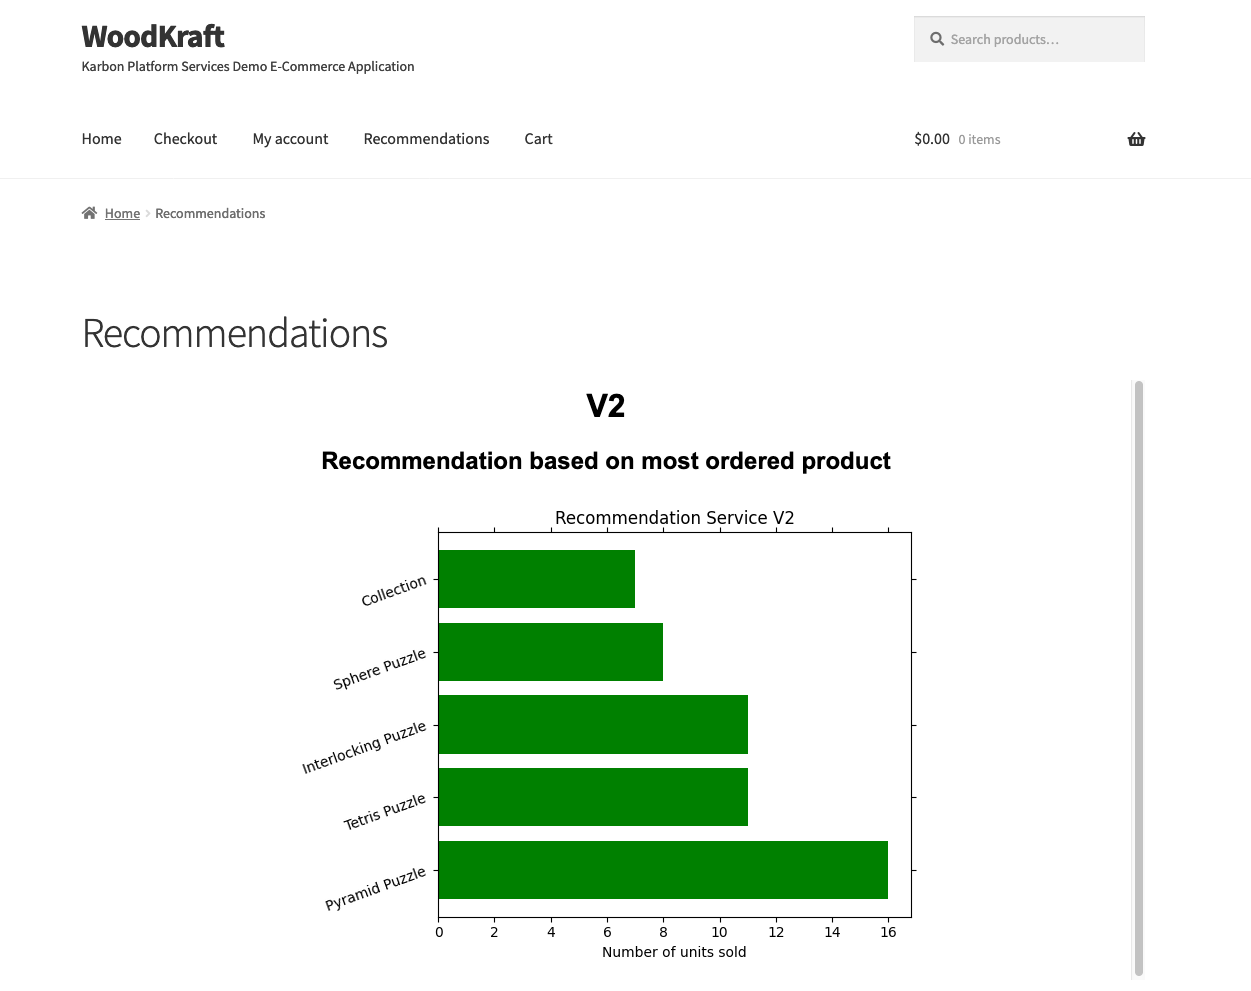 WoodKraft
Karbon Platform Services Demo E-Commerce Application
Search products…
Home Checkout My account Recommendations Cart
$0.00 0 items
Home Recommendations
Recommendations
V2
Recommendation based on most ordered product
Recommendation Service V2
Collection
Sphere Puzzle
Interlocking Puzzle
Tetris Puzzle
Pyramid Puzzle
0 2 4 6 8 10 12 14 16
Number of units sold